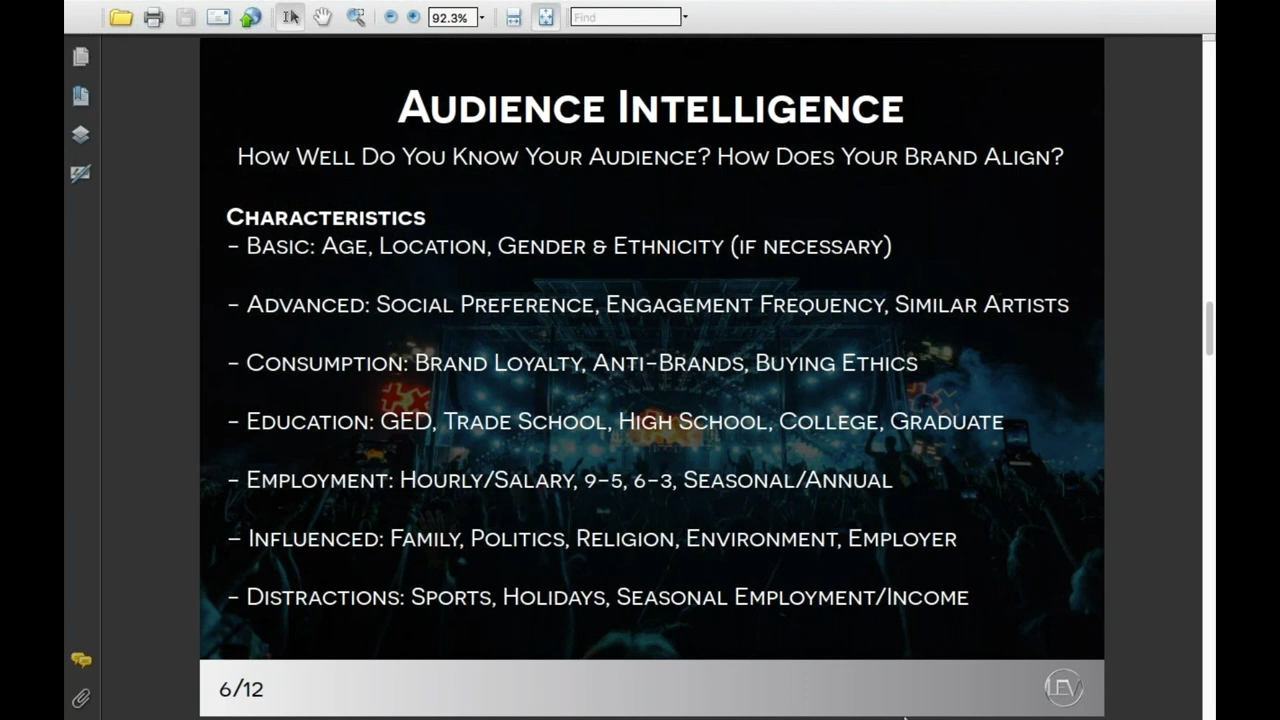 92.3%
Find
Audience Intelligence
How Well Do You Know Your Audience? How Does Your Brand Align?
Characteristics
- Basic: Age, Location, Gender & Ethnicity (if necessary)
- Advanced: Social Preference, Engagement Frequency, Similar Artists
- Consumption: Brand Loyalty, Anti-Brands, Buying Ethics
- Education: GED, Trade School, High School, College, Graduate
- Employment: Hourly/Salary, 9-5, 6-3, Seasonal/Annual
- Influenced: Family, Politics, Religion, Environment, Employer
- Distractions: Sports, Holidays, Seasonal Employment/Income
6/12
LEV